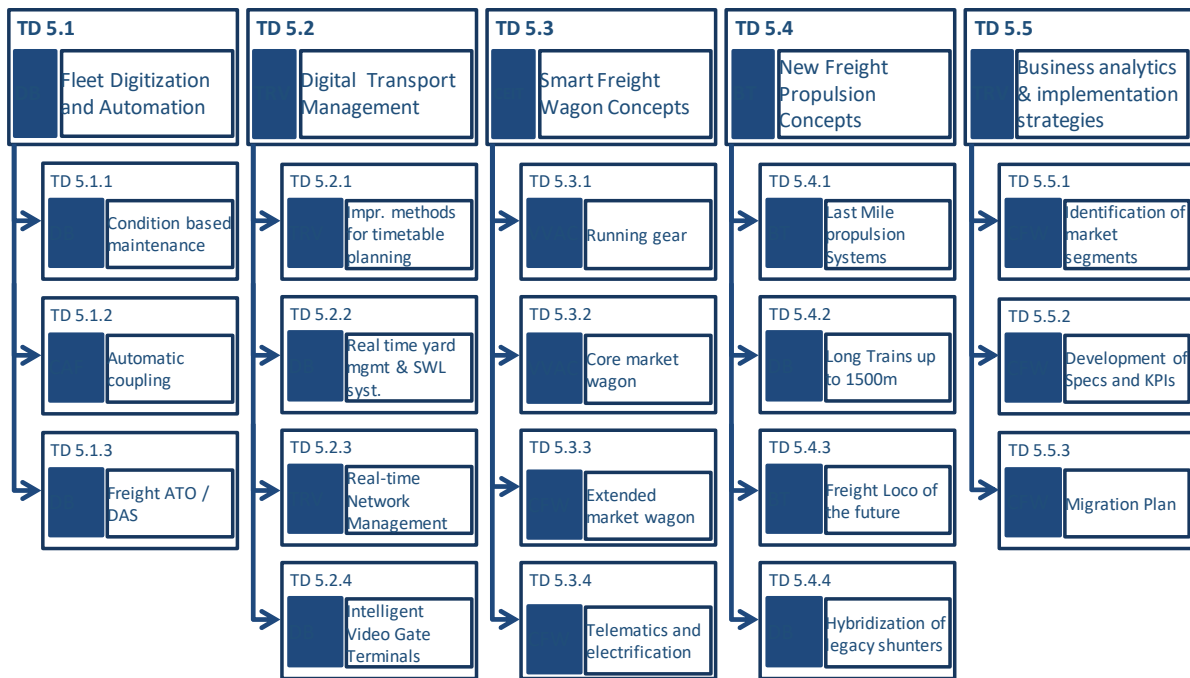 TD 5.1
Fleet Digitization
and Automation
TD 5.1.1
Condition based
maintenance
TD 5.1.2
Automatic
coupling
TD 5.1.3
Freight ATO /
DAS
TD 5.2
Digital Transport
Management
TD 5.2.1
Impr. methods
for timetable
planning
TD 5.2.2
Real time yard
mgmt & SWL
syst.
TD 5.2.3
Real-time
Network
Management
TD 5.2.4
Intelligent
Video Gate
Terminals
TD 5.3
Smart Freight
Wagon Concepts
TD 5.3.1
Running gear
TD 5.3.2
Core market
wagon
TD 5.3.3
Extended
market wagon
TD 5.3.4
Telematics and
electrification
TD 5.4
New Freight
Propulsion
Concepts
TD 5.4.1
Last Mile
propulsion
Systems
TD 5.4.2
Long Trains up
to 1500m
TD 5.4.3
Freight Loco of
the future
TD 5.4.4
Hybridization of
legacy shunters
TD 5.5
Business analytics
& implementation
strategies
TD 5.5.1
Identification of
market
segments
TD 5.5.2
Development of
Specs and KPIs
TD 5.5.3
Migration Plan